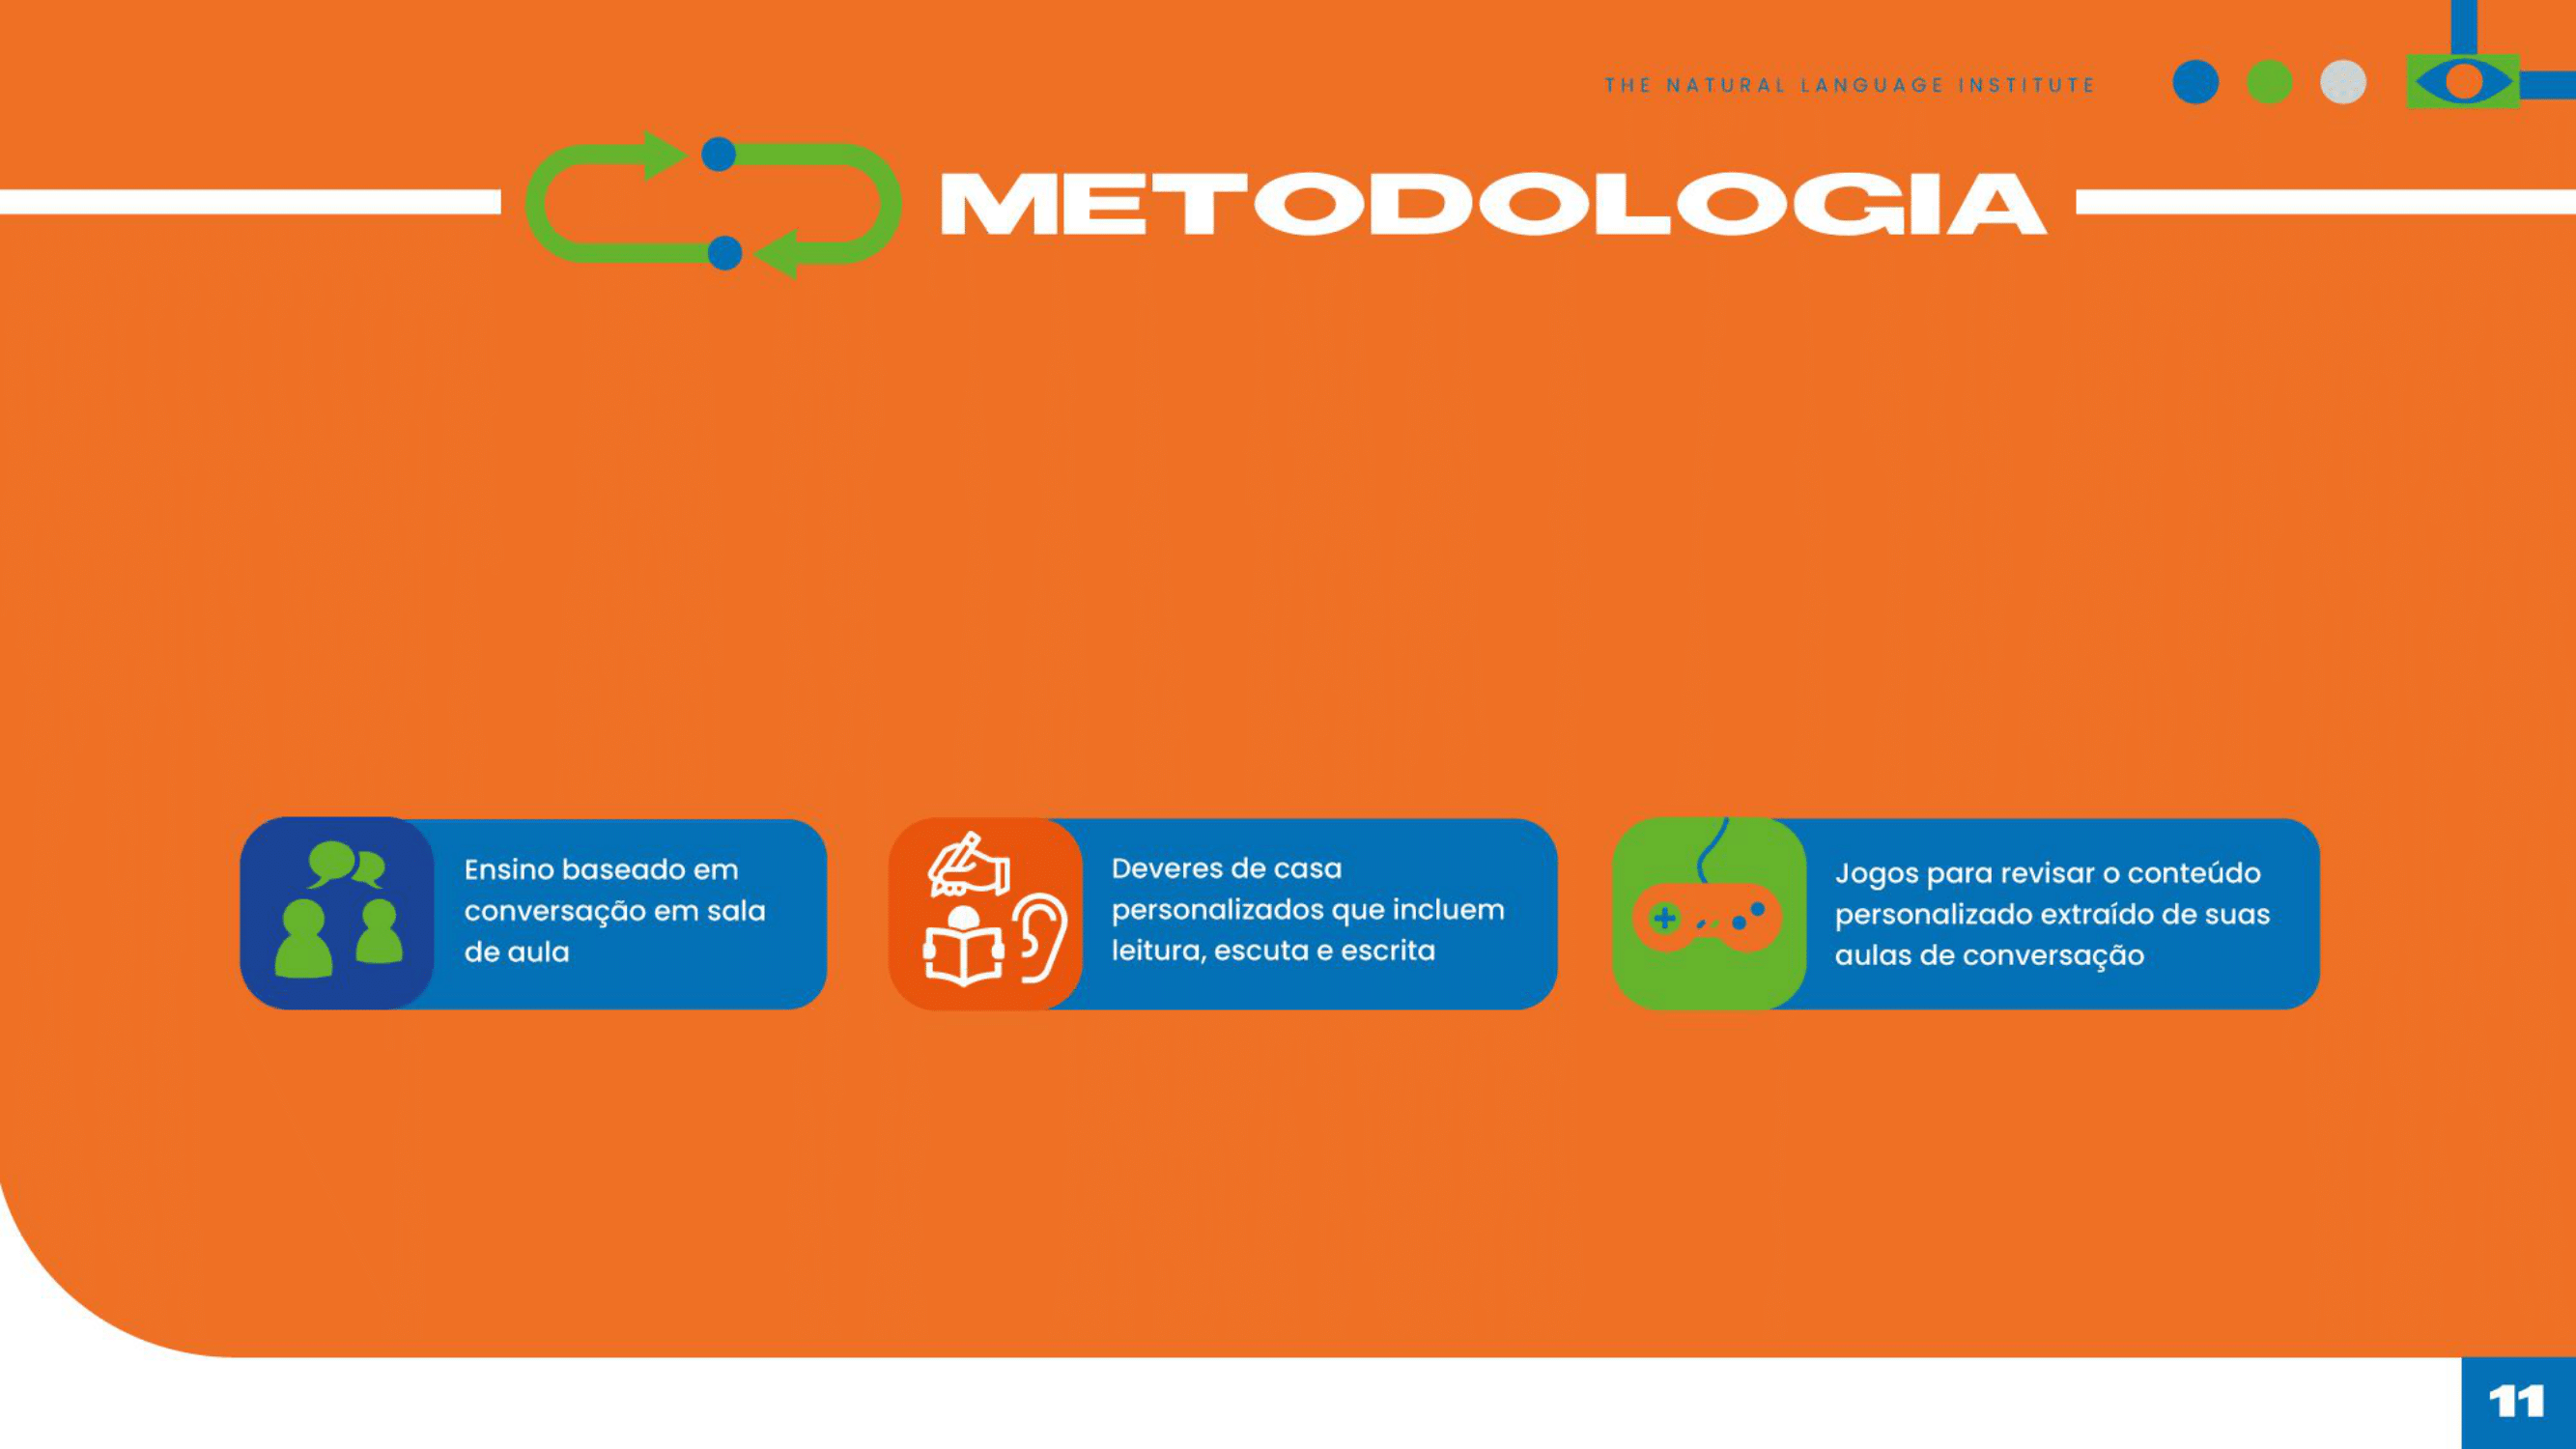 THE NATURAL LANGUAGE INSTITUTE
METODOLOGIA
Ensino baseado em
conversação em sala
de aula
Deveres de casa
personalizados que incluem
leitura, escuta e escrita
Jogos para revisar o conteúdo
personalizado extraído de suas
aulas de conversação
11